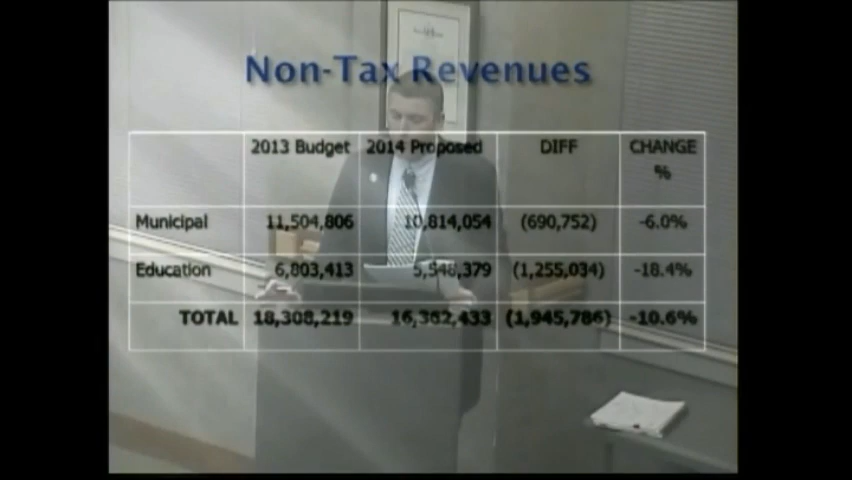 Non-Tax Revenues
2013 Budget 2014 Proposed DIFF CHANGE
%
Municipal 11,504,806 10,814,054 (690,752) -6.0%
Education 6,803,413 5,548,379 (1,255,034) -18.4%
TOTAL 18,308,219 16,362,433 (1,945,786) -10.6%